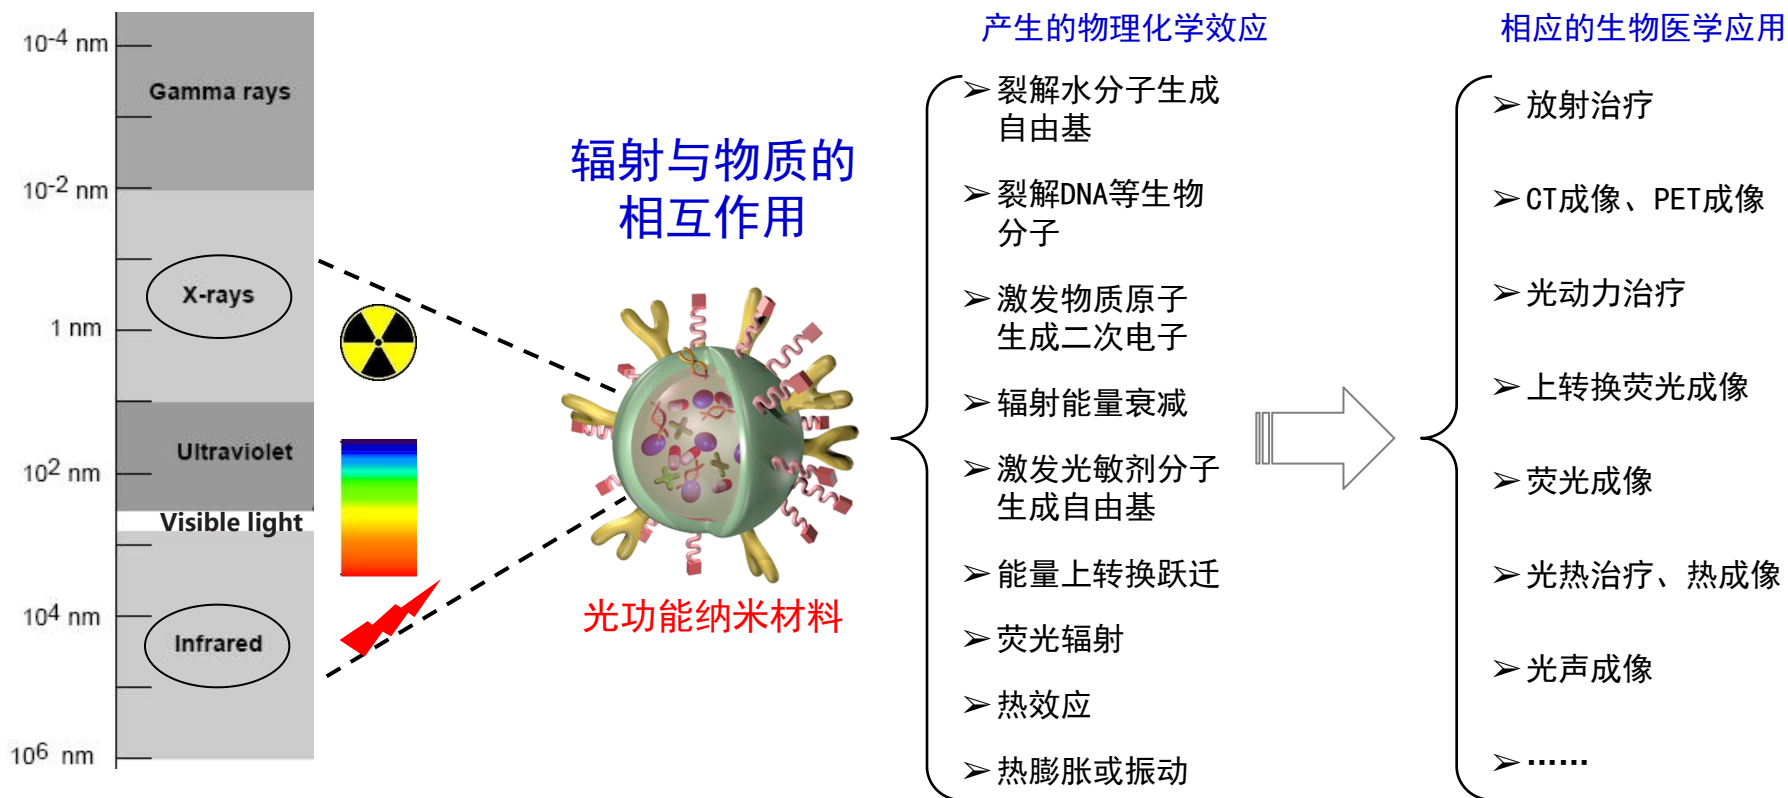 10-4 nm
Gamma rays
10-2 nm
X-rays
1 nm
Ultraviolet
102 nm
Visible light
104 nm
Infrared
106 nm
辐射与物质的
相互作用
光功能纳米材料
产生的物理化学效应
➢ 裂解水分子生成
自由基
➢ 裂解DNA等生物
分子
➢ 激发物质原子
生成二次电子
➢ 辐射能量衰减
➢ 激发光敏剂分子
生成自由基
➢ 能量上转换跃迁
➢ 荧光辐射
➢ 热效应
➢ 热膨胀或振动
相应的生物医学应用
➢ 放射治疗
➢ CT成像、PET成像
➢ 光动力治疗
➢ 上转换荧光成像
➢ 荧光成像
➢ 光热治疗、热成像
➢ 光声成像
➢ ……